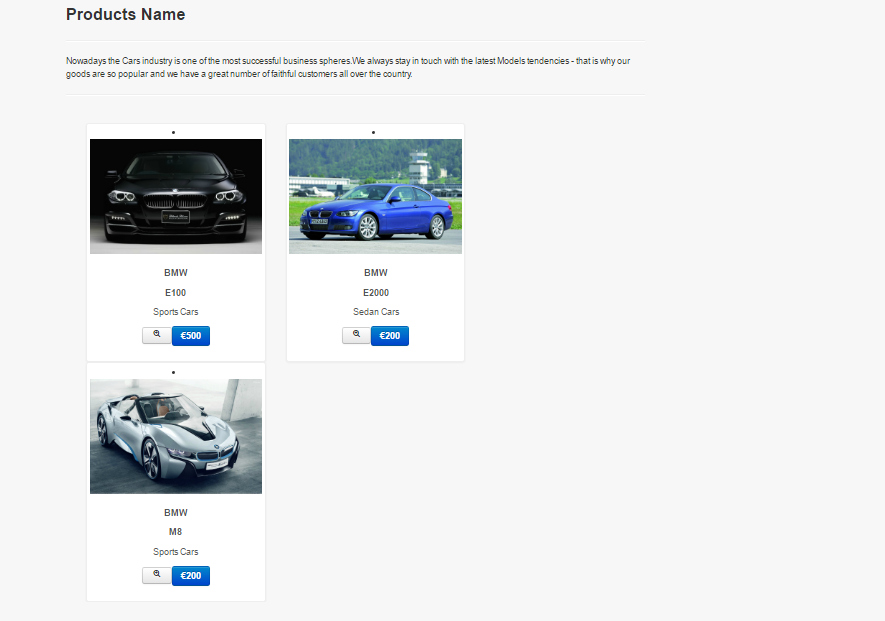 Products Name
Nowadays the Cars industry is one of the most successful business spheres.We always stay in touch with the latest Models tendencies - that is why our
goods are so popular and we have a great number of faithful customers all over the country.
BMW
E100
Sports Cars
€500
BMW
E2000
Sedan Cars
€200
BMW
M8
Sports Cars
€200